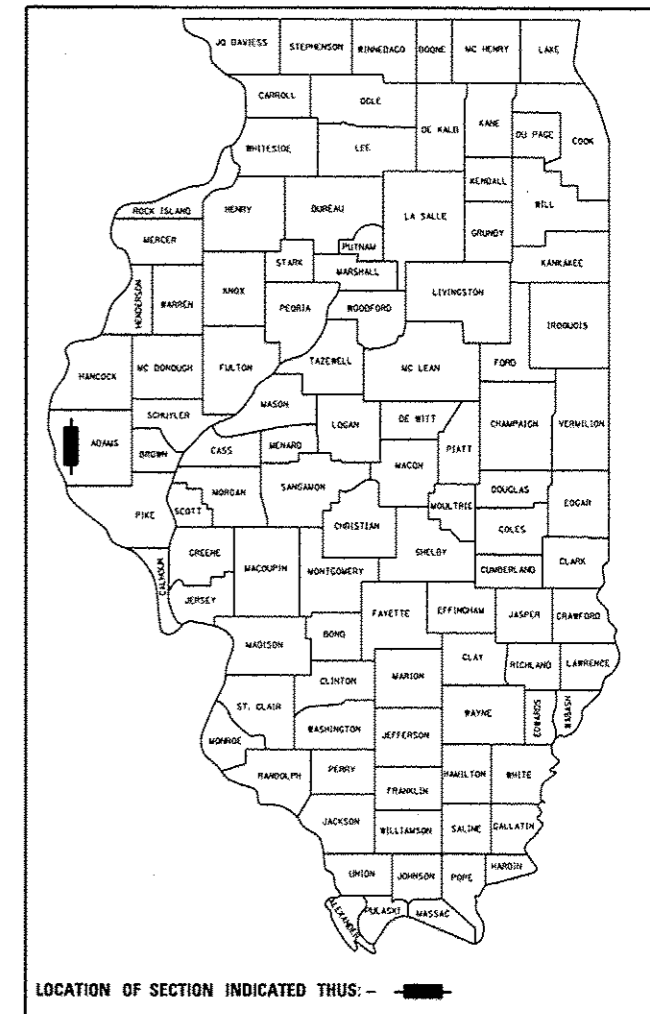 JO DAVIESS STEPHENSON WINNEBAGO BOONE MC HENRY LAKE
CARROLL OGLE DE KALB KANE DU PAGE COOK
WHITESIDE LEE KENDALL WILL
ROCK ISLAND HENRY BUREAU LA SALLE GRUNDY
MERCER PUTNAM KANKAKEE
HENDERSON WARREN KNOX STARK MARSHALL LIVINGSTON IROQUOIS
PEORIA WOODFORD
HANCOCK MC DONOUGH FULTON TAZEWELL MC LEAN FORD
SCHUYLER MASON LOGAN DE WITT CHAMPAIGN VERMILION
ADAMS BROWN CASS MENARD MACON PIATT
PIKE SCOTT MORGAN SANGAMON MOULTRIE DOUGLAS EDGAR
CHRISTIAN COLES
CALHOUN GREENE MACOUPIN MONTGOMERY SHELBY CUMBERLAND CLARK
JERSEY FAYETTE EFFINGHAM JASPER CRAWFORD
MADISON BOND CLAY RICHLAND LAWRENCE
CLINTON MARION
ST. CLAIR WAYNE EDWARDS WABASH
MONROE WASHINGTON JEFFERSON
RANDOLPH PERRY FRANKLIN HAMILTON WHITE
JACKSON WILLIAMSON SALINE GALLATIN
UNION JOHNSON POPE HARDIN
ALEXANDER PULASKI MASSAC
LOCATION OF SECTION INDICATED THUS: -